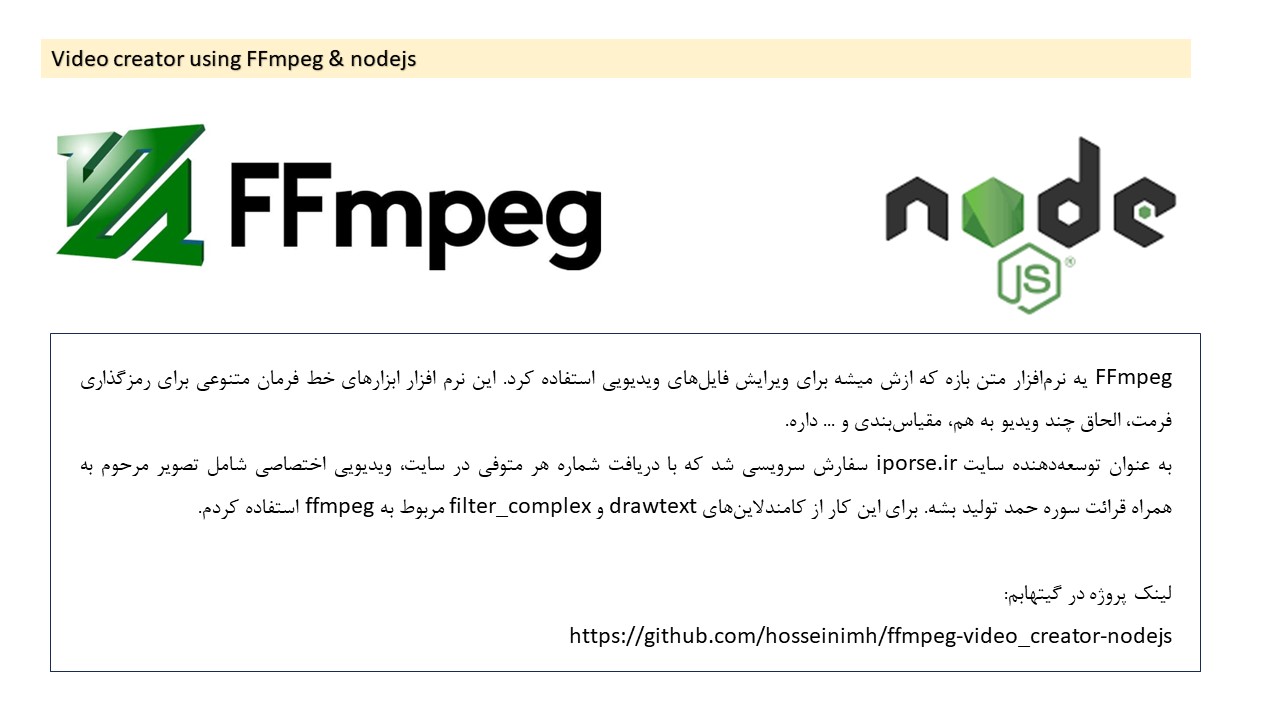 Video creator using FFmpeg & nodejs
FFmpeg
node
JS
®
FFmpeg یه نرم‌افزار متن بازه که ازش میشه برای ویرایش فایل‌های ویدیویی استفاده کرد. این نرم افزار ابزارهای خط فرمان متنوعی برای رمزگذاری
فرمت، الحاق چند ویدیو به هم، مقیاس‌بندی و ... داره.
به عنوان توسعه‌دهنده سایت iporse.ir سفارش سرویسی شد که با دریافت شماره هر متوفی در سایت، ویدیویی اختصاصی شامل تصویر مرحوم به
همراه قرائت سوره حمد تولید بشه. برای این کار از کامندلاین‌های drawtext و filter_complex مربوط به ffmpeg استفاده کردم.
لینک پروژه در گیتهابم:
https://github.com/hosseinimh/ffmpeg-video_creator-nodejs